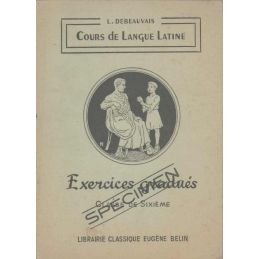 L. DEBEAUVAIS
COURS DE LANGUE LATINE
Exercices gradués
CLASSE DE SIXIÈME
SPECIMEN
LIBRAIRIE CLASSIQUE EUGÈNE BELIN